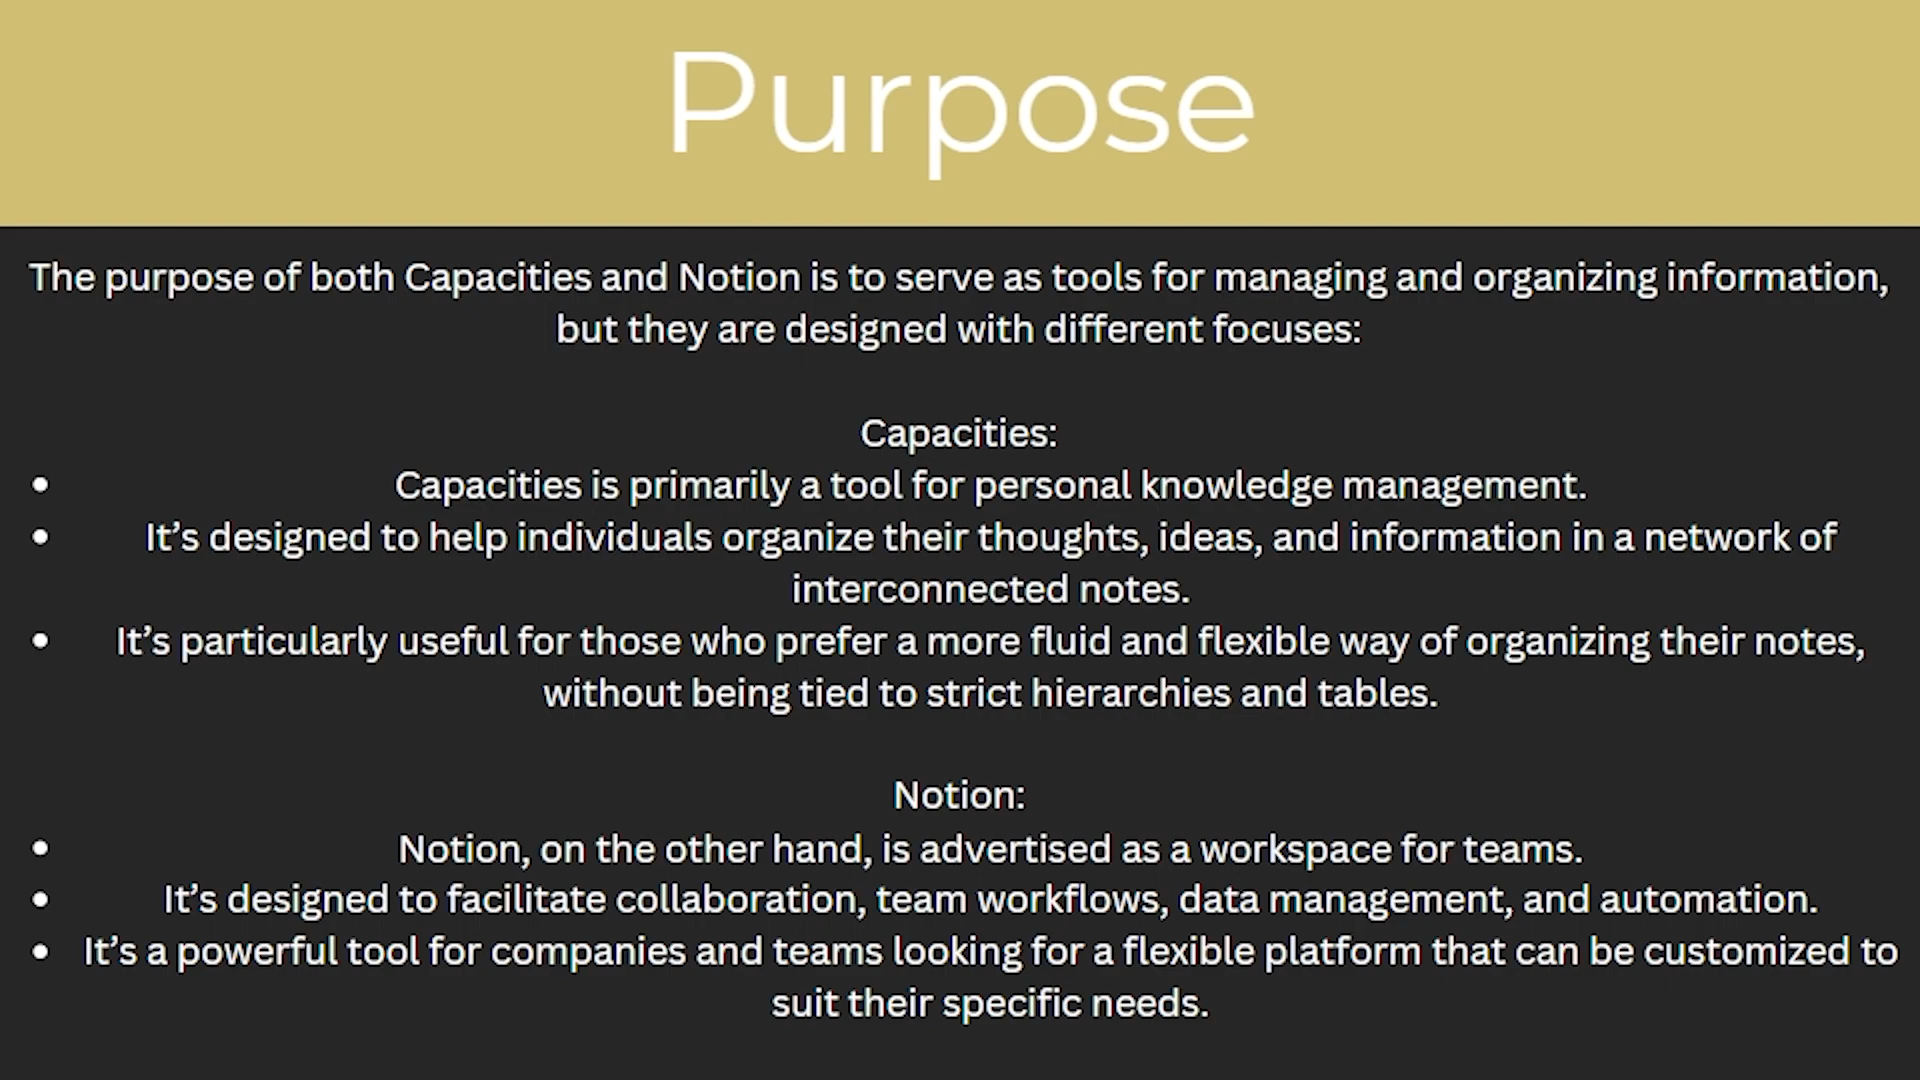 Purpose
The purpose of both Capacities and Notion is to serve as tools for managing and organizing information,
but they are designed with different focuses:
Capacities:
• Capacities is primarily a tool for personal knowledge management.
• It’s designed to help individuals organize their thoughts, ideas, and information in a network of
interconnected notes.
• It’s particularly useful for those who prefer a more fluid and flexible way of organizing their notes,
without being tied to strict hierarchies and tables.
Notion:
• Notion, on the other hand, is advertised as a workspace for teams.
• It’s designed to facilitate collaboration, team workflows, data management, and automation.
• It’s a powerful tool for companies and teams looking for a flexible platform that can be customized to
suit their specific needs.